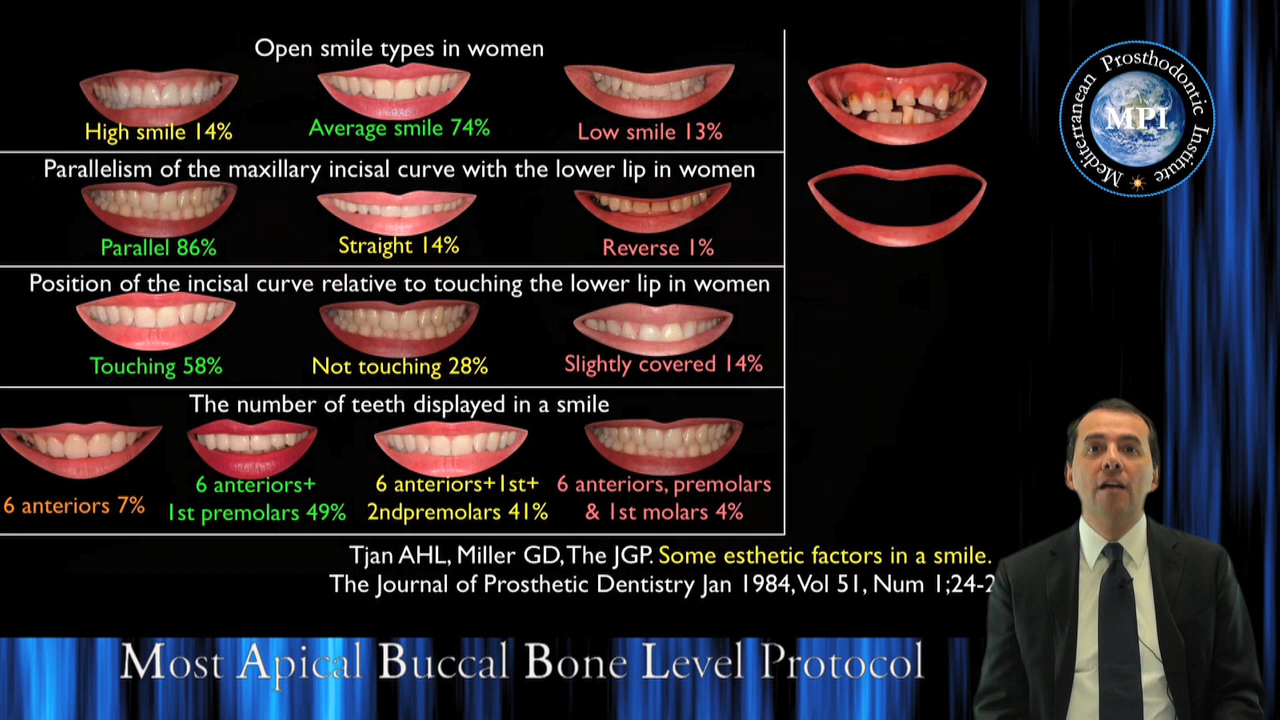 Open smile types in women
High smile 14%
Average smile 74%
Low smile 13%
Parallelism of the maxillary incisal curve with the lower lip in women
Parallel 86%
Straight 14%
Reverse 1%
Position of the incisal curve relative to touching the lower lip in women
Touching 58%
Not touching 28%
Slightly covered 14%
The number of teeth displayed in a smile
6 anteriors 7%
6 anteriors+
1st premolars 49%
6 anteriors+1st+
2ndpremolars 41%
6 anteriors, premolars
& 1st molars 4%
Tjan AHL, Miller GD,The JGP. Some esthetic factors in a smile.
The Journal of Prosthetic Dentistry Jan 1984,Vol 51, Num 1;24-2
Most Apical Buccal Bone Level Protocol
Mediterranean Prosthodontic Institute
MPI